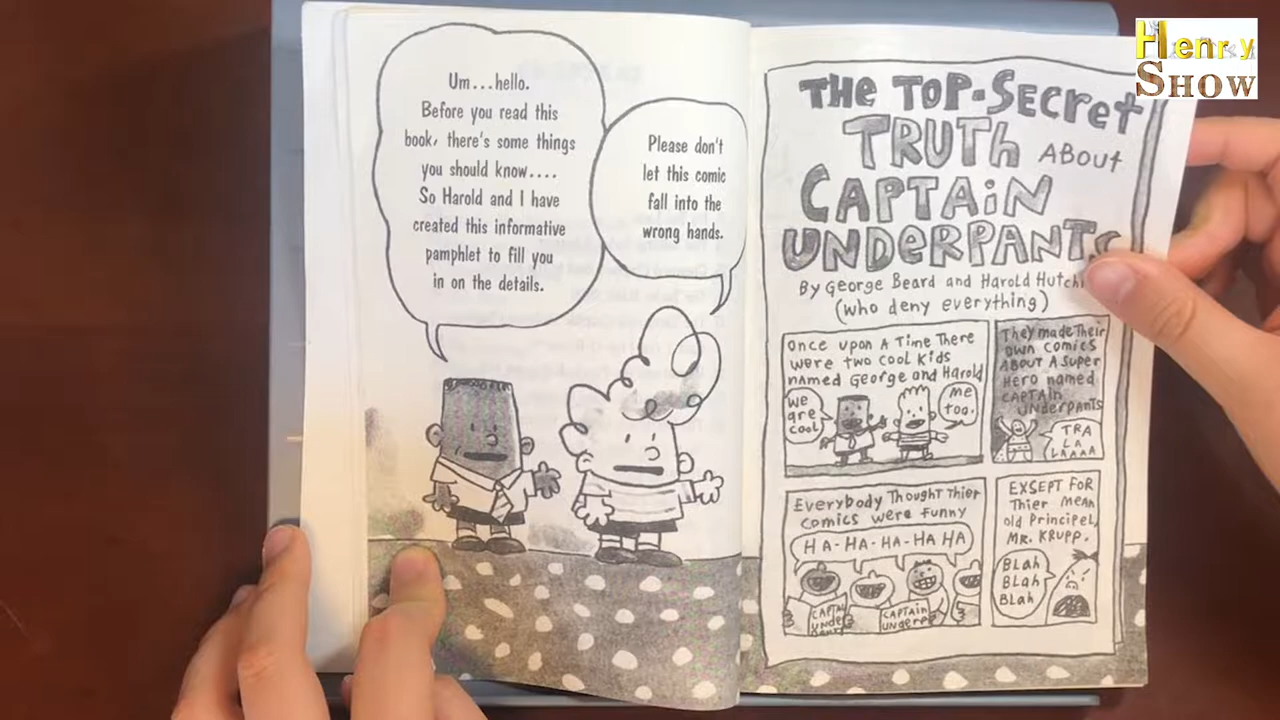 Um...hello.
Before you read this
book, there's some things
you should know....
So Harold and I have
created this informative
pamphlet to fill you
in on the details.
Please don't
let this comic
fall into the
wrong hands.
THE TOP-SECRET
TRUTH ABOUT
CAPTAIN
UNDERPANTS
By George Beard and Harold Hutchi
(who deny everything)
Once upon a time there
were two cool kids
named George and Harold
we
are
cool
me
too.
They made their
own comics
about a super
hero named
Captain
Underpants
TRA
LA
LAAAA
Everybody thought thier
comics were funny
HA-HA-HA-HA HA
CAPTAI
UNDE
PANTS
CAPTAIN
UNDERP
EXSEPT FOR
Thier mean
old Principel,
MR. KRUPP.
BLAH
BLAH
BLAH
Henry
SHOW